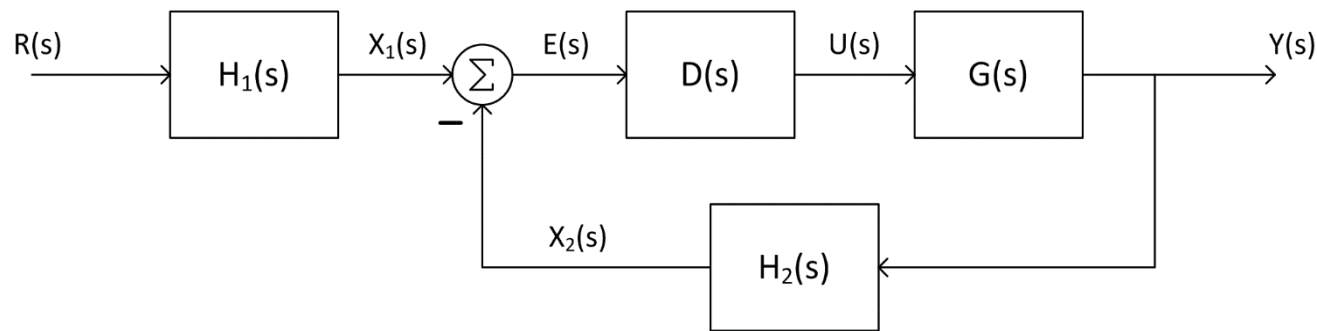 R(s)
H₁(s)
X₁(s)
Σ
−
E(s)
D(s)
U(s)
G(s)
Y(s)
X₂(s)
H₂(s)